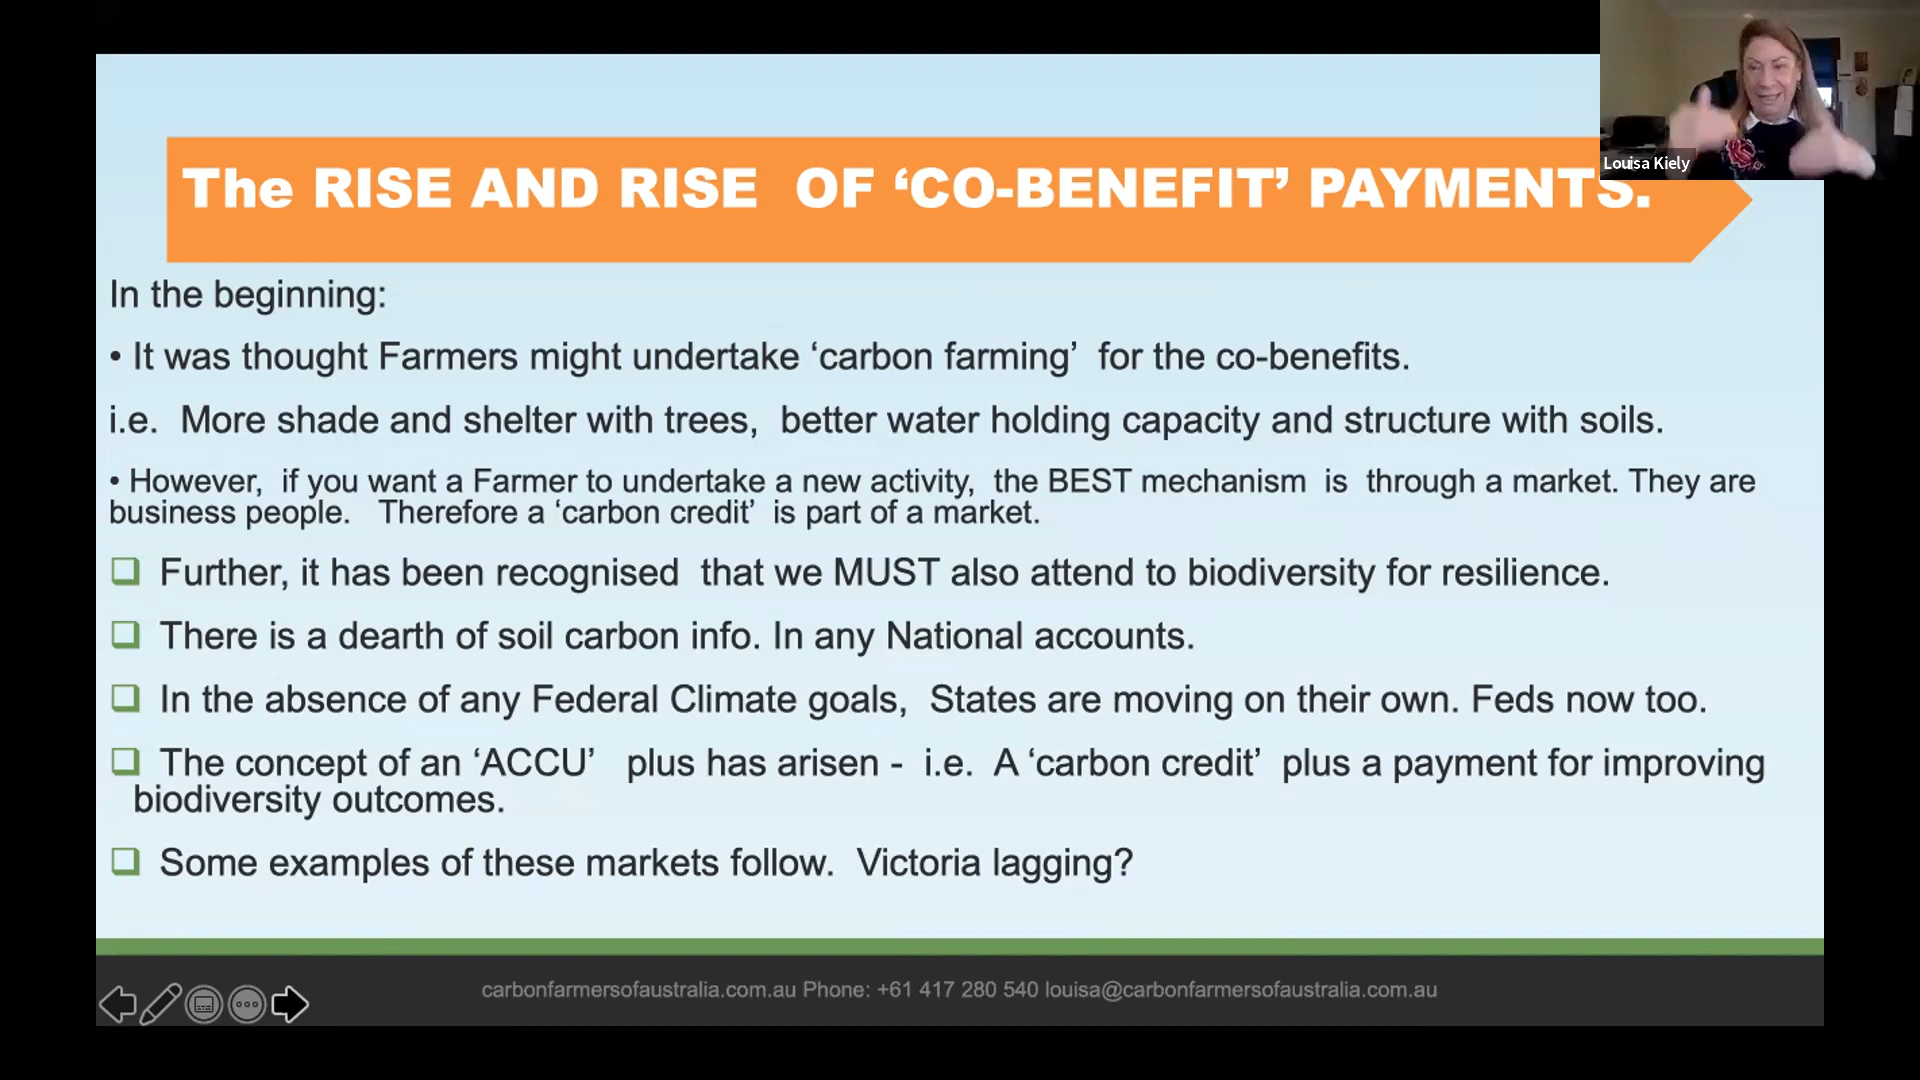 Louisa Kiely
The RISE AND RISE OF ‘CO-BENEFIT’ PAYMENTS.
In the beginning:
• It was thought Farmers might undertake ‘carbon farming’ for the co-benefits.
i.e. More shade and shelter with trees, better water holding capacity and structure with soils.
• However, if you want a Farmer to undertake a new activity, the BEST mechanism is through a market. They are
business people. Therefore a ‘carbon credit’ is part of a market.
Further, it has been recognised that we MUST also attend to biodiversity for resilience.
There is a dearth of soil carbon info. In any National accounts.
In the absence of any Federal Climate goals, States are moving on their own. Feds now too.
The concept of an ‘ACCU’ plus has arisen - i.e. A ‘carbon credit’ plus a payment for improving
biodiversity outcomes.
Some examples of these markets follow. Victoria lagging?
carbonfarmersofaustralia.com.au Phone: +61 417 280 540 louisa@carbonfarmersofaustralia.com.au